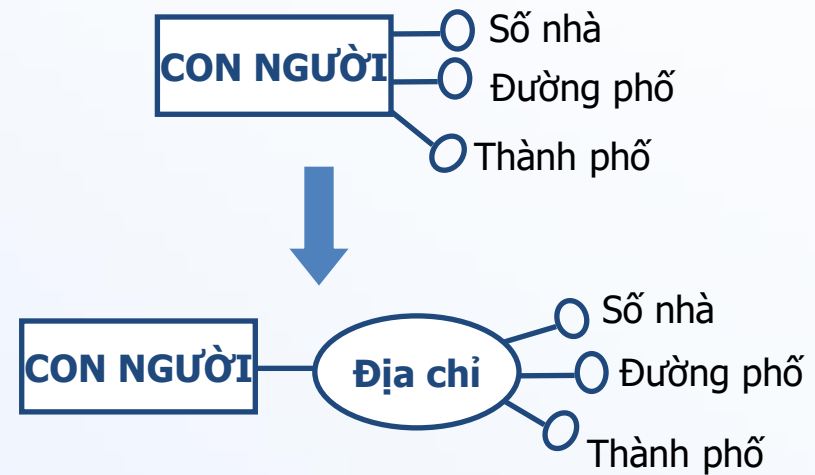 CON NGƯỜI
Số nhà
Đường phố
Thành phố
CON NGƯỜI
Địa chỉ
Số nhà
Đường phố
Thành phố